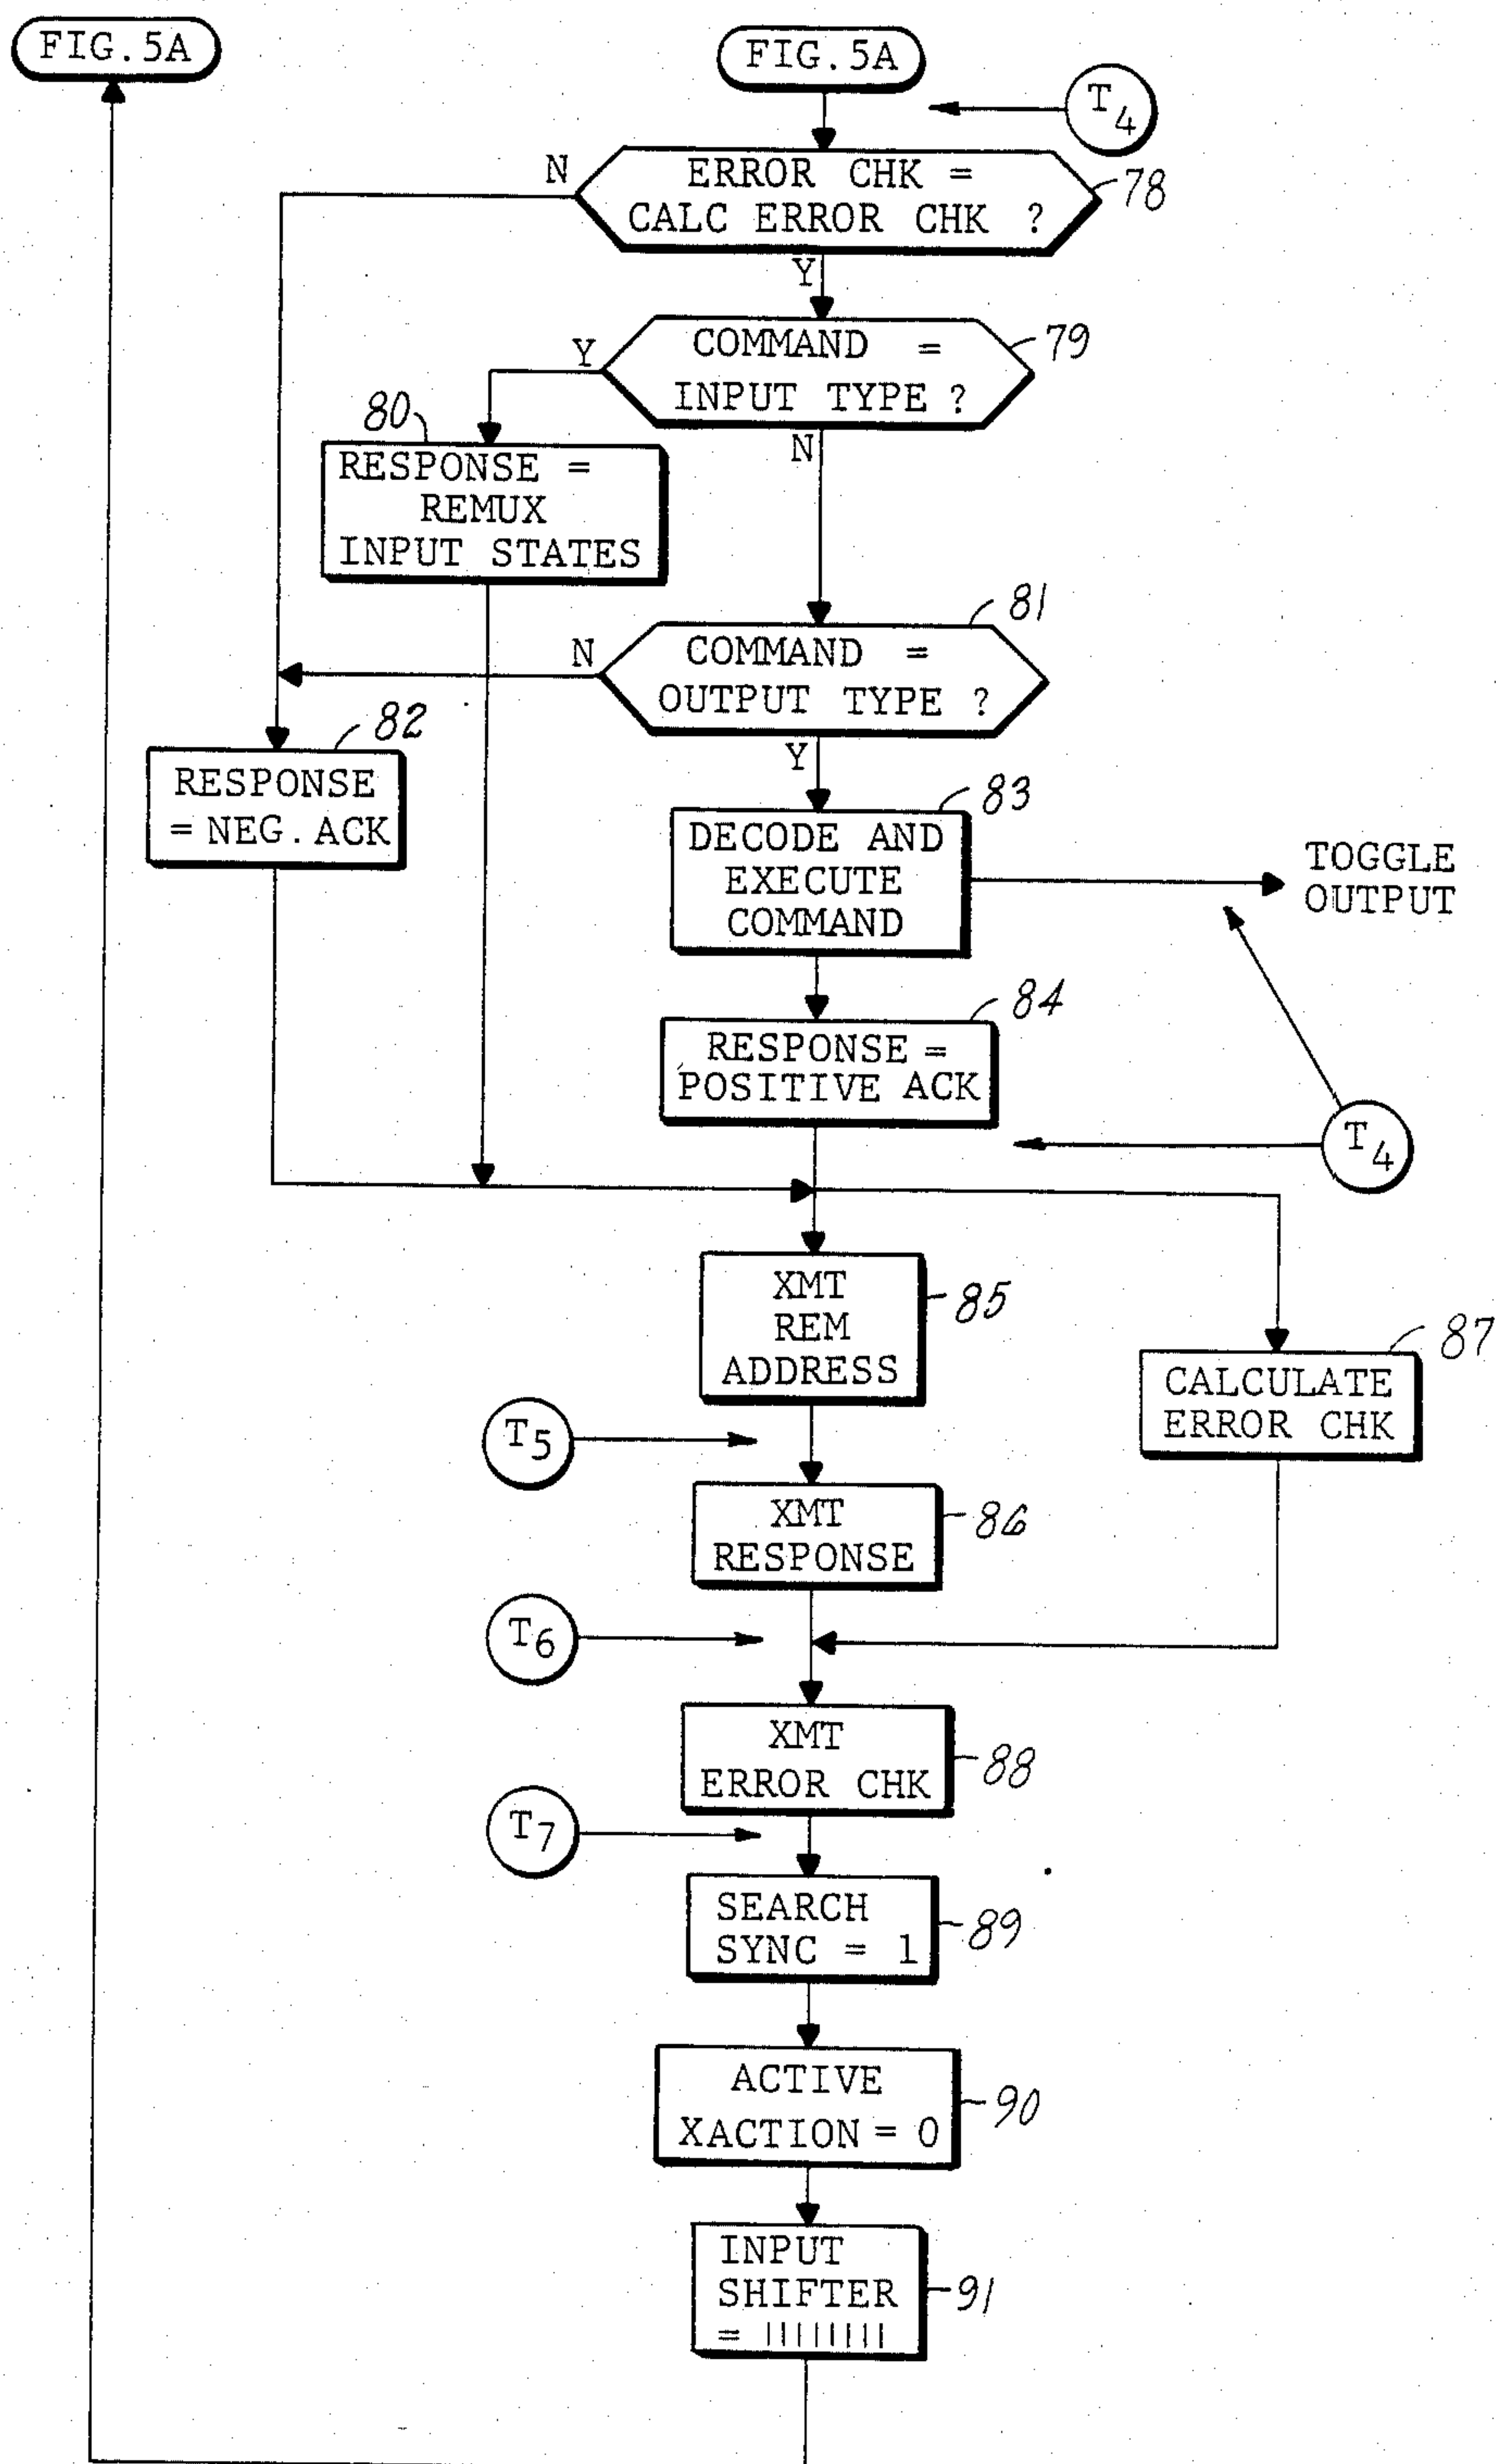 FIG.5A
FIG.5A
T4
N
ERROR CHK =
CALC ERROR CHK ?
78
Y
COMMAND =
INPUT TYPE ?
79
Y
N
80
RESPONSE =
REMUX
INPUT STATES
81
COMMAND =
OUTPUT TYPE ?
N
Y
82
RESPONSE
= NEG. ACK
83
DECODE AND
EXECUTE
COMMAND
TOGGLE
OUTPUT
84
RESPONSE =
POSITIVE ACK
T4
XMT
REM
ADDRESS
85
87
CALCULATE
ERROR CHK
T5
XMT
RESPONSE
86
T6
XMT
ERROR CHK
88
T7
SEARCH
SYNC = 1
89
ACTIVE
XACTION = 0
90
INPUT
SHIFTER
= 11111111
91